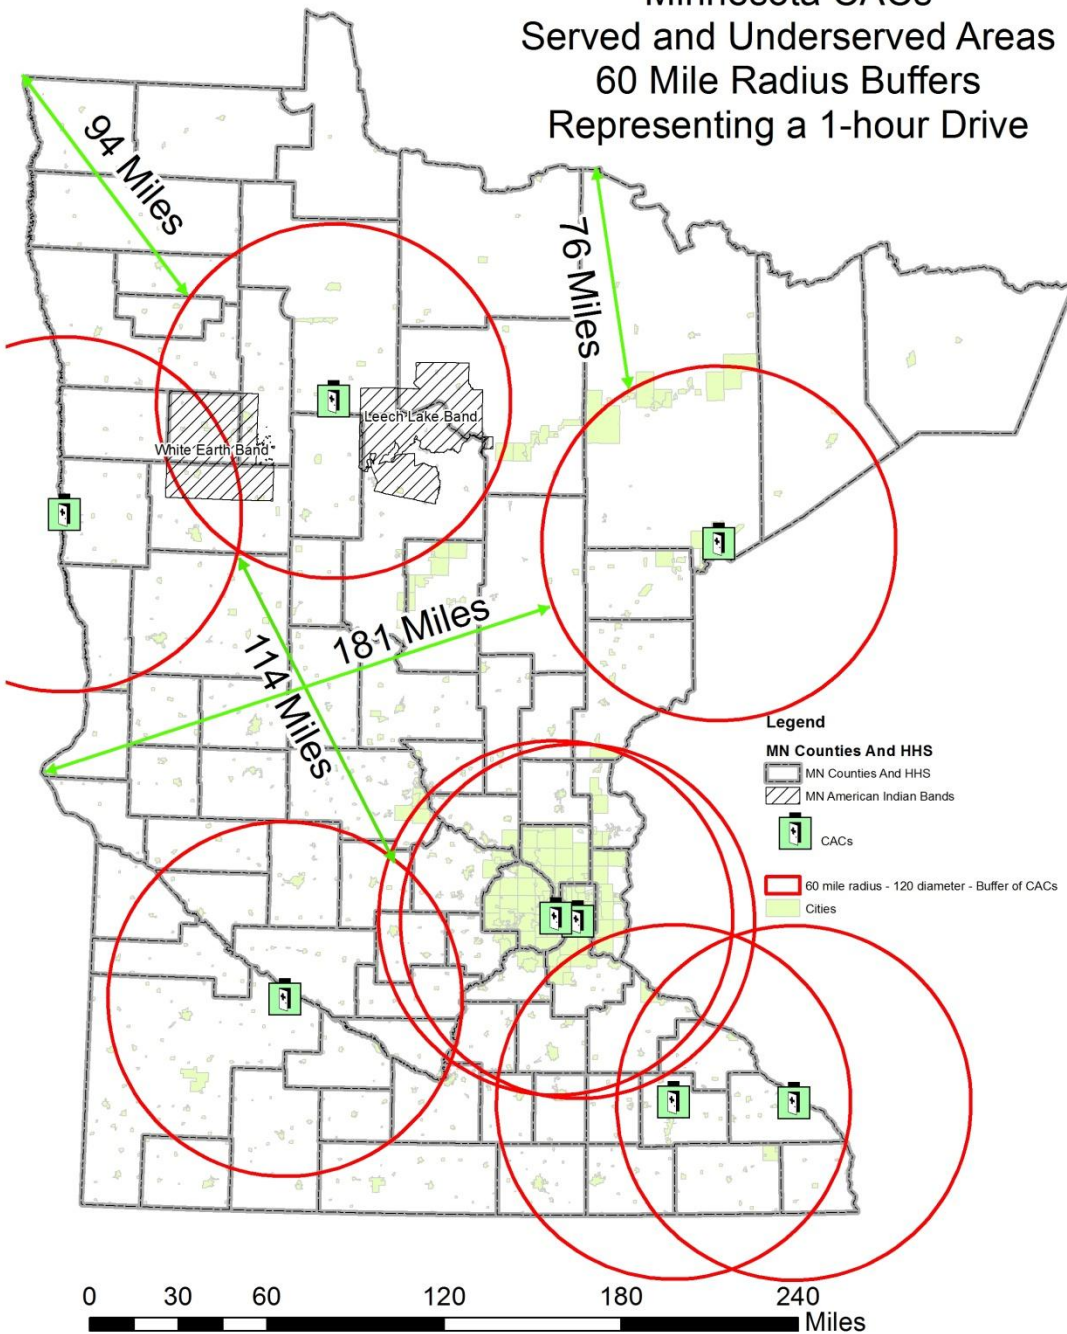 Minnesota CACs
Served and Underserved Areas
60 Mile Radius Buffers
Representing a 1-hour Drive
94 Miles
76 Miles
Leech Lake Band
White Earth Band
181 Miles
114 Miles
Legend
MN Counties And HHS
MN Counties And HHS
MN American Indian Bands
CACs
60 mile radius - 120 diameter - Buffer of CACs
Cities
0 30 60 120 180 240
Miles